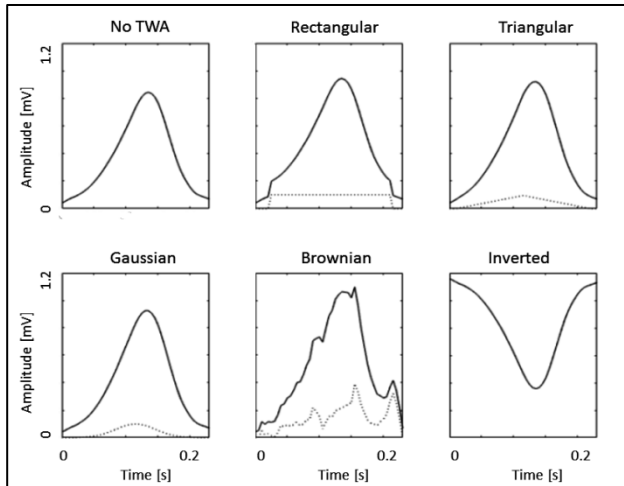 No TWA
Rectangular
Triangular
1.2
Amplitude [mV]
0
Gaussian
Brownian
Inverted
1.2
Amplitude [mV]
0
0 0.2
0 0.2
0 0.2
Time [s]
Time [s]
Time [s]